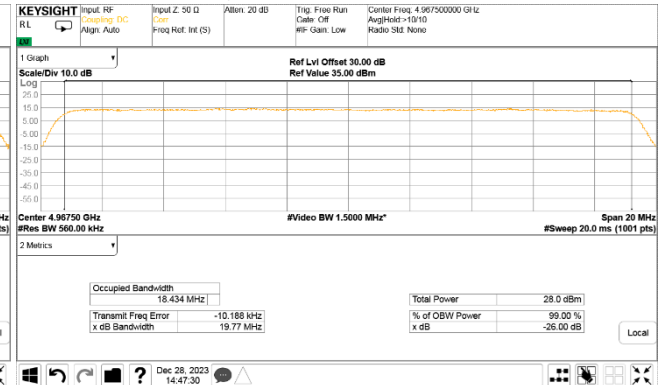 KEYSIGHT Input: RF Input Z: 50 Ω Atten: 20 dB Trig: Free Run Center Freq: 4.967500000 GHz
RL Coupling: DC Corr Gate: Off Avg|Hold:>10/10
Align: Auto Freq Ref: Int (S) #IF Gain: Low Radio Std: None
1 Graph
Ref Lvl Offset 30.00 dB
Scale/Div 10.0 dB Ref Value 35.00 dBm
Log
25.0
15.0
5.00
-5.00
-15.0
-25.0
-35.0
-45.0
-55.0
Hz Center 4.96750 GHz #Video BW 1.5000 MHz* Span 20 MHz
ts) #Res BW 560.00 kHz #Sweep 20.0 ms (1001 pts)
2 Metrics
Occupied Bandwidth
18.434 MHz Total Power 28.0 dBm
Transmit Freq Error -10.188 kHz % of OBW Power 99.00 %
x dB Bandwidth 19.77 MHz x dB -26.00 dB
Local
? Dec 28, 2023
14:47:30